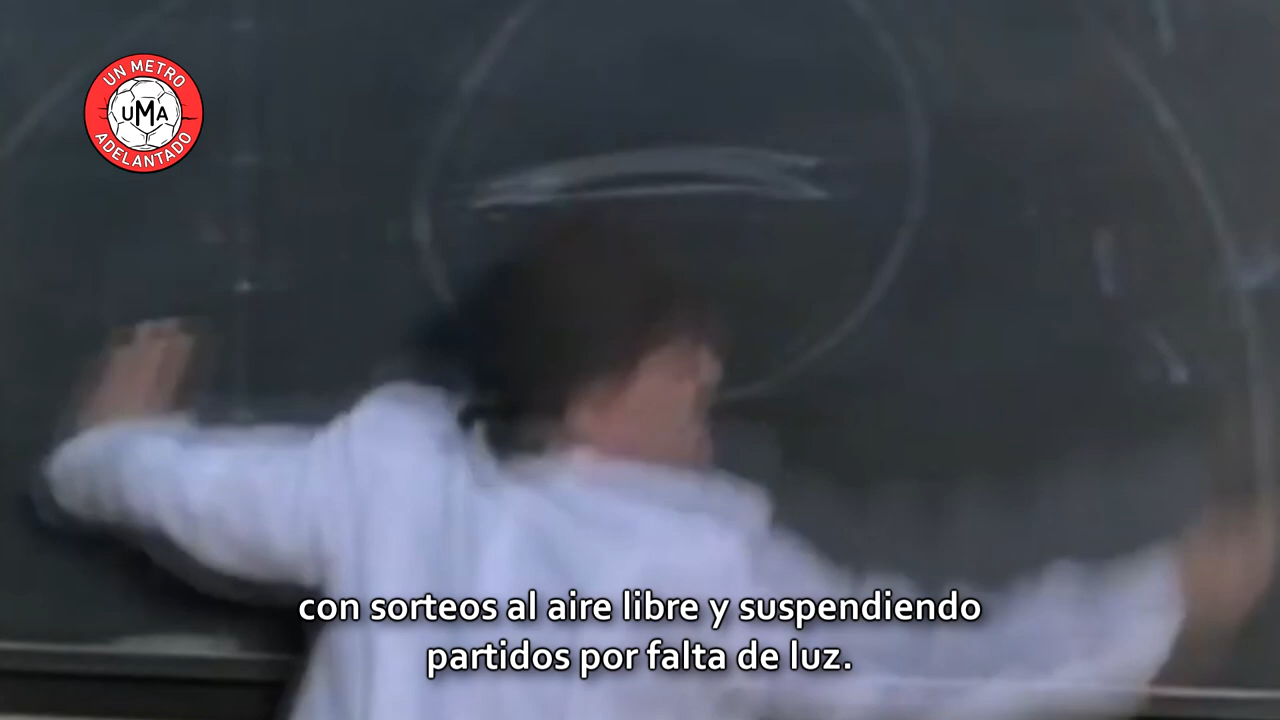 UN METRO
UMA
ADELANTADO
con sorteos al aire libre y suspendiendo
partidos por falta de luz.